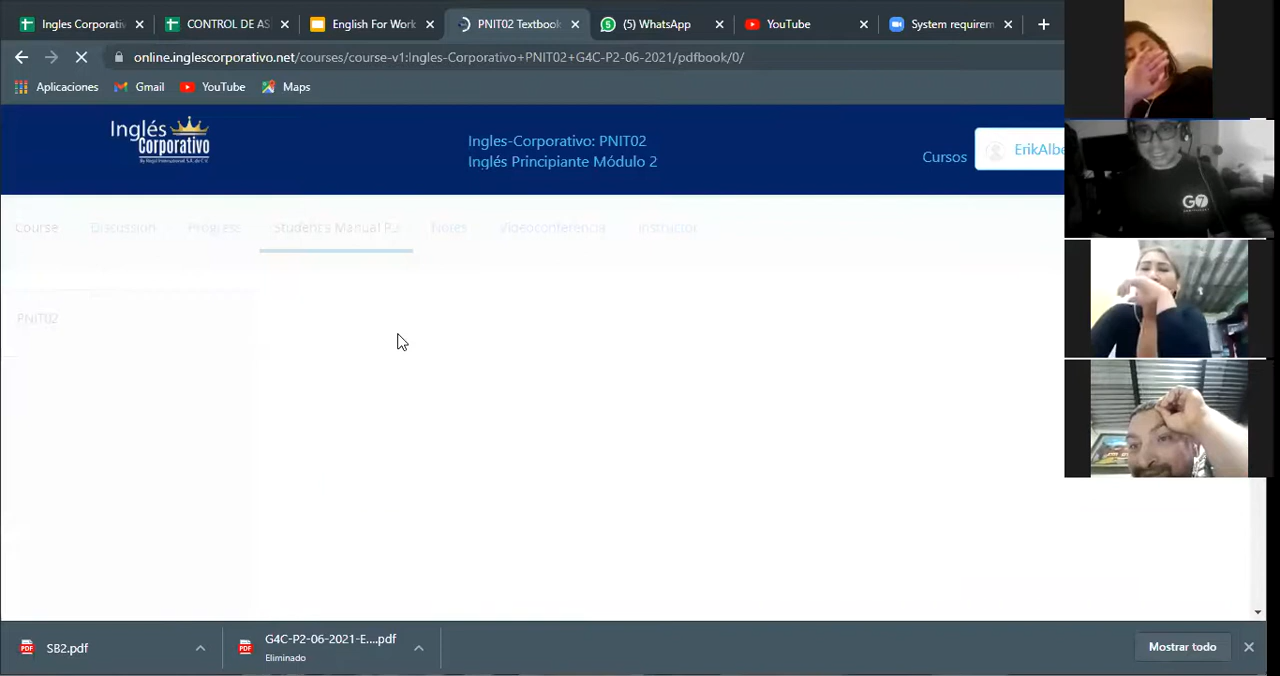 Ingles Corporativ
CONTROL DE AS
English For Work
PNIT02 Textbook
(5) WhatsApp
YouTube
System requirem
online.inglescorporativo.net/courses/course-v1:Ingles-Corporativo+PNIT02+G4C-P2-06-2021/pdfbook/0/
Aplicaciones
Gmail
YouTube
Maps
Inglés
Corporativo
Ingles-Corporativo: PNIT02
Inglés Principiante Módulo 2
Cursos
ErikAlbe
Course
Discussion
Progress
Students Manual P2
Notes
Videoconferencia
Instructor
PNIT02
G7
SB2.pdf
G4C-P2-06-2021-E....pdf
Eliminado
Mostrar todo